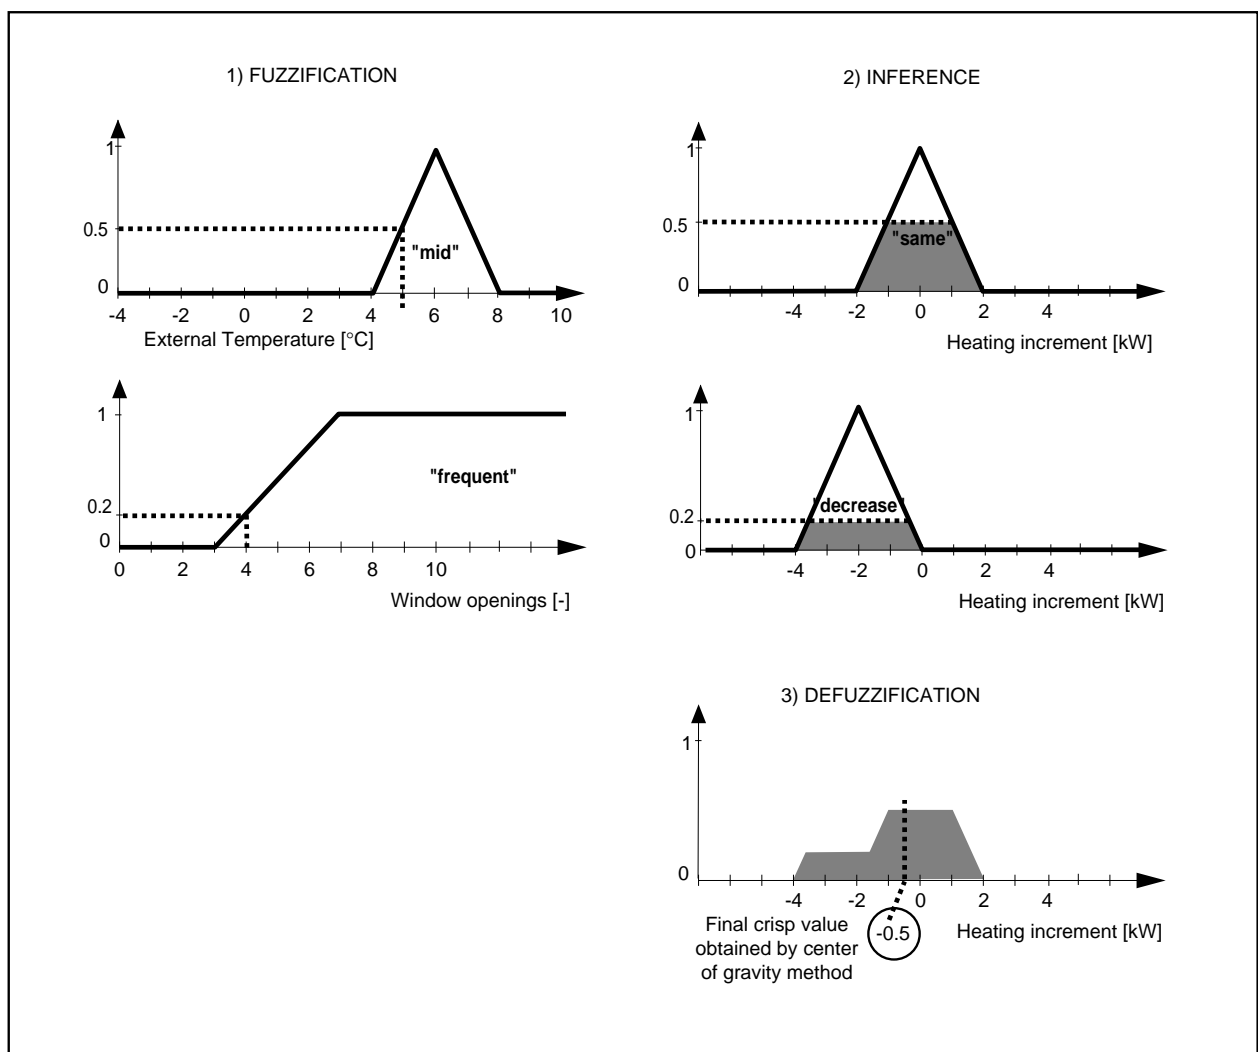 1) FUZZIFICATION
1
0.5
"mid"
0
-4 -2 0 2 4 6 8 10
External Temperature [°C]
1
"frequent"
0.2
0
0 2 4 6 8 10
Window openings [-]
2) INFERENCE
1
0.5
"same"
0
-4 -2 0 2 4
Heating increment [kW]
1
"decrease"
0.2
0
-4 -2 0 2 4
Heating increment [kW]
3) DEFUZZIFICATION
1
0
-4 -2 0 2 4
Final crisp value
obtained by center
of gravity method
-0.5
Heating increment [kW]